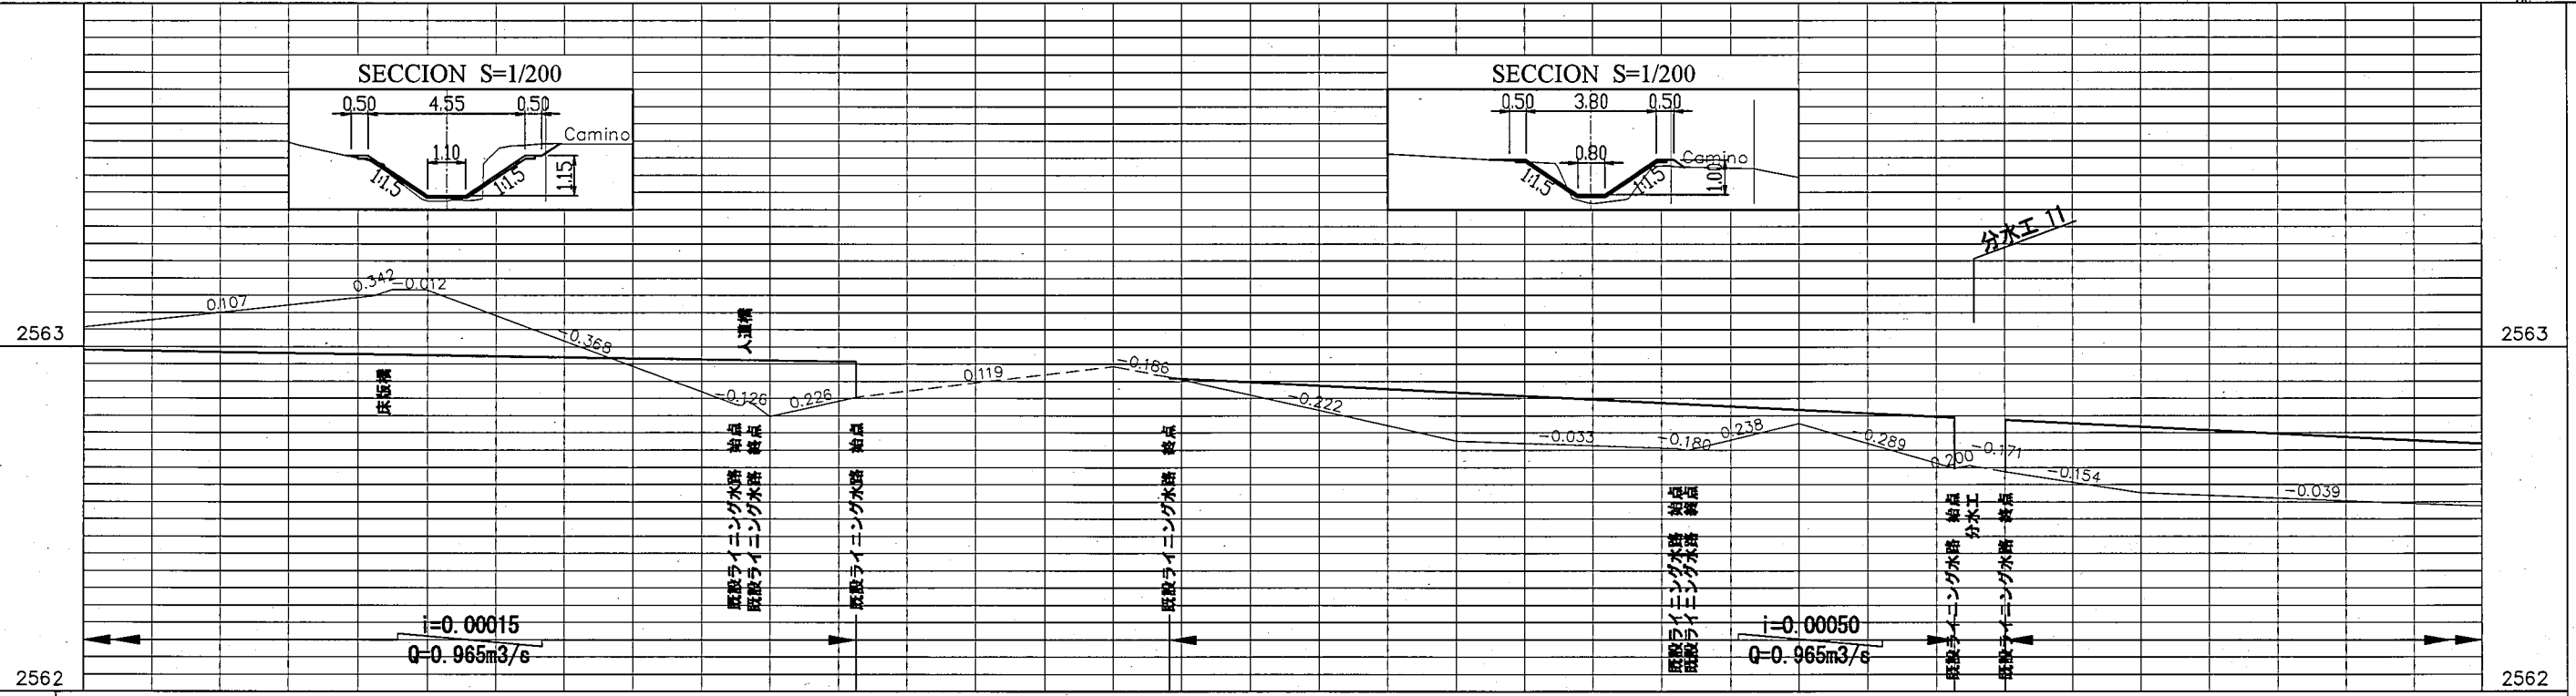 SECCION S=1/200
0.50 4.55 0.50
Camino
1.10
1:1.5 1:1.5 1.15
SECCION S=1/200
0.50 3.80 0.50
0.80
Camino
1:1.5 1:1.5 1.00
分水工 11
0.107
0.342
-0.012
-0.368
-0.126
0.226
0.119
-0.186
-0.222
-0.033
-0.180
0.238
-0.289
0.200
-0.171
-0.154
-0.039
2563
2563
床版橋
人道橋
既設ライニング水路 始点
既設ライニング水路 終点
既設ライニング水路 始点
既設ライニング水路 終点
既設ライニング水路 始点
既設ライニング水路 終点
既設ライニング水路 始点
分水工
既設ライニング水路 終点
i=0.00015
Q=0.965m3/s
i=0.00050
Q=0.965m3/s
2562
2562